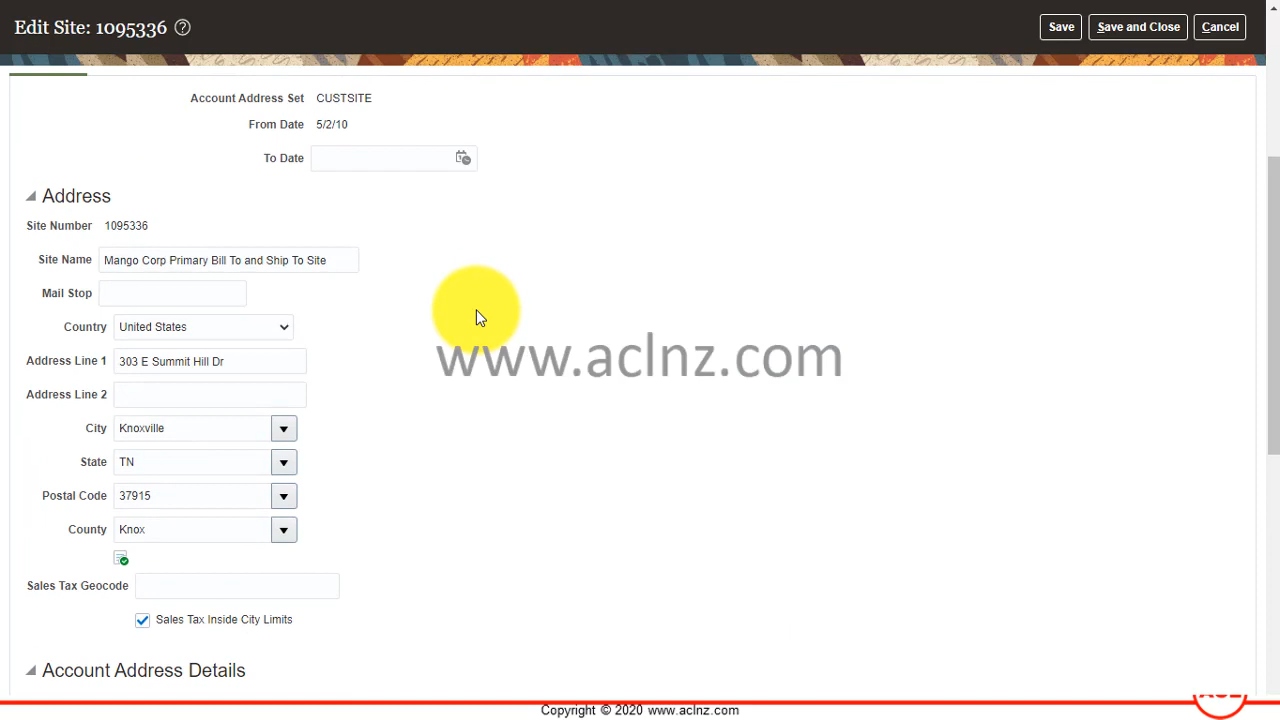 Edit Site: 1095336
Save
Save and Close
Cancel
Account Address Set CUSTSITE
From Date 5/2/10
To Date
Address
Site Number 1095336
Site Name Mango Corp Primary Bill To and Ship To Site
Mail Stop
Country United States
www.aclnz.com
Address Line 1 303 E Summit Hill Dr
Address Line 2
City Knoxville
State TN
Postal Code 37915
County Knox
Sales Tax Geocode
Sales Tax Inside City Limits
Account Address Details
Copyright © 2020 www.aclnz.com